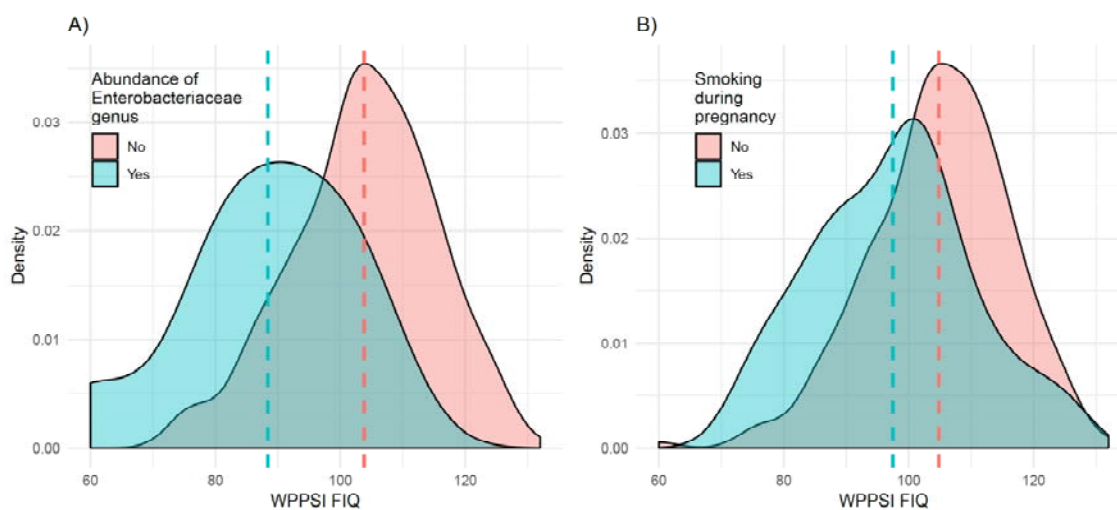 A)
Abundance of
Enterobacteriaceae
genus
No
Yes
0.03
0.02
0.01
0.00
Density
60
80
100
120
WPPSI FIQ
B)
Smoking
during
pregnancy
No
Yes
0.03
0.02
0.01
0.00
Density
60
80
100
120
WPPSI FIQ